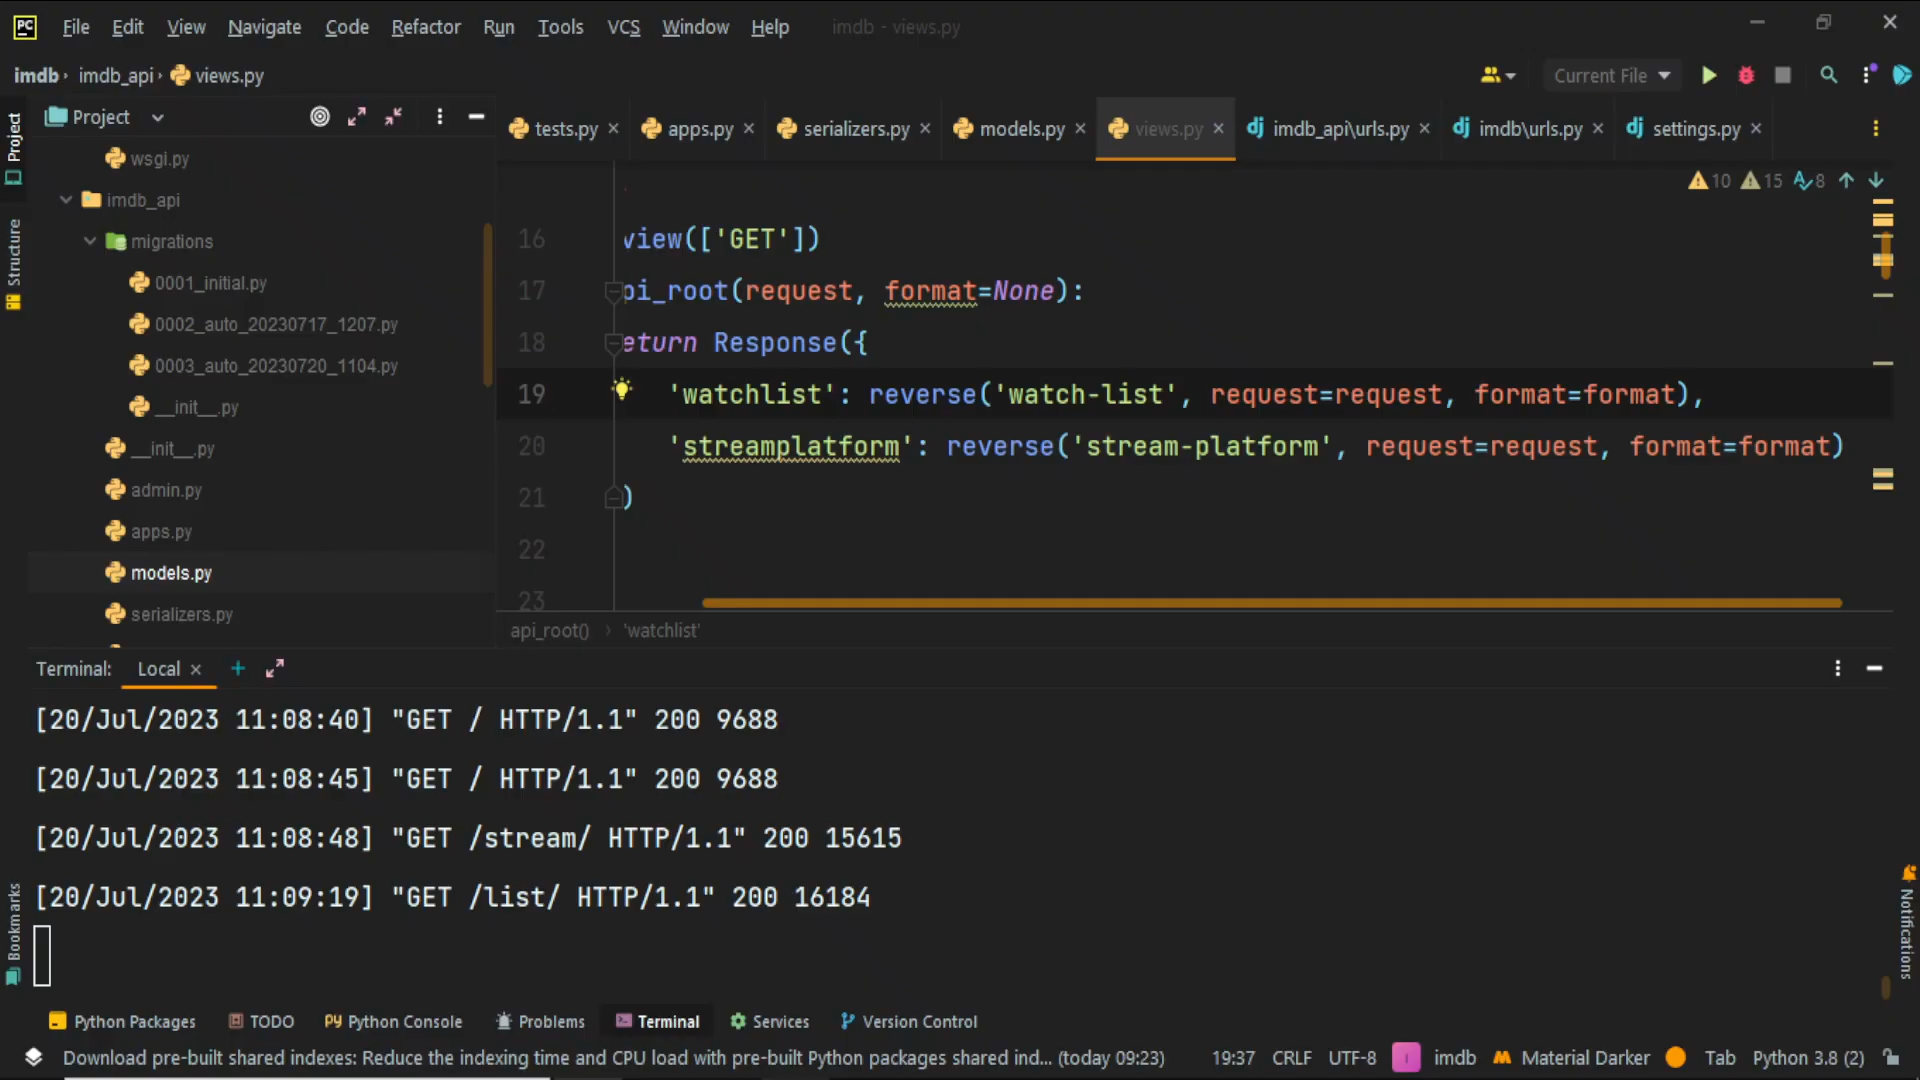 PC File Edit View Navigate Code Refactor Run Tools VCS Window Help imdb - views.py
imdb imdb_api views.py Current File
Project
tests.py apps.py serializers.py models.py views.py imdb_api\urls.py imdb\urls.py settings.py
Project
Structure
Bookmarks
wsgi.py
imdb_api
migrations
0001_initial.py
0002_auto_20230717_1207.py
0003_auto_20230720_1104.py
__init__.py
__init__.py
admin.py
apps.py
models.py
serializers.py
10 15 8
16 view(['GET'])
17 pi_root(request, format=None):
18 eturn Response({
19 'watchlist': reverse('watch-list', request=request, format=format),
20 'streamplatform': reverse('stream-platform', request=request, format=format)
21 )
22
23
api_root() › 'watchlist'
Terminal: Local
[20/Jul/2023 11:08:40] "GET / HTTP/1.1" 200 9688
[20/Jul/2023 11:08:45] "GET / HTTP/1.1" 200 9688
[20/Jul/2023 11:08:48] "GET /stream/ HTTP/1.1" 200 15615
[20/Jul/2023 11:09:19] "GET /list/ HTTP/1.1" 200 16184
Notifications
Python Packages TODO Python Console Problems Terminal Services Version Control
Download pre-built shared indexes: Reduce the indexing time and CPU load with pre-built Python packages shared ind... (today 09:23) 19:37 CRLF UTF-8 imdb Material Darker Tab Python 3.8 (2)